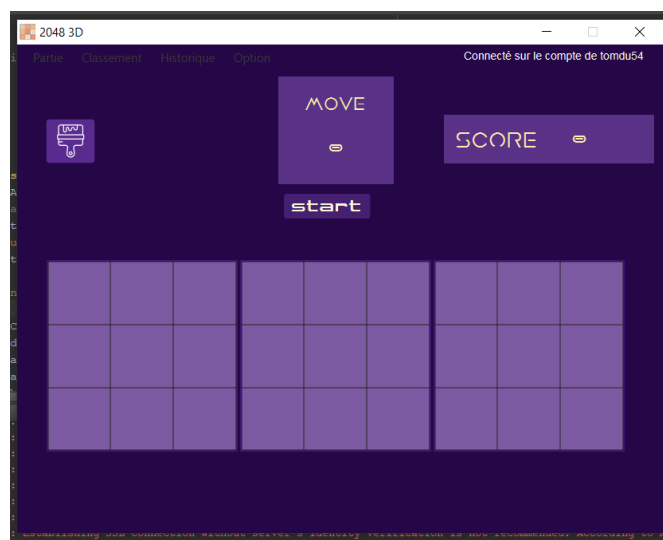 2048 3D
Partie Classement Historique Option
Connecté sur le compte de tomdu54
MOVE
0
SCORE 0
start
: Establishing SSL connection without server's identity verification is not recommended. According to